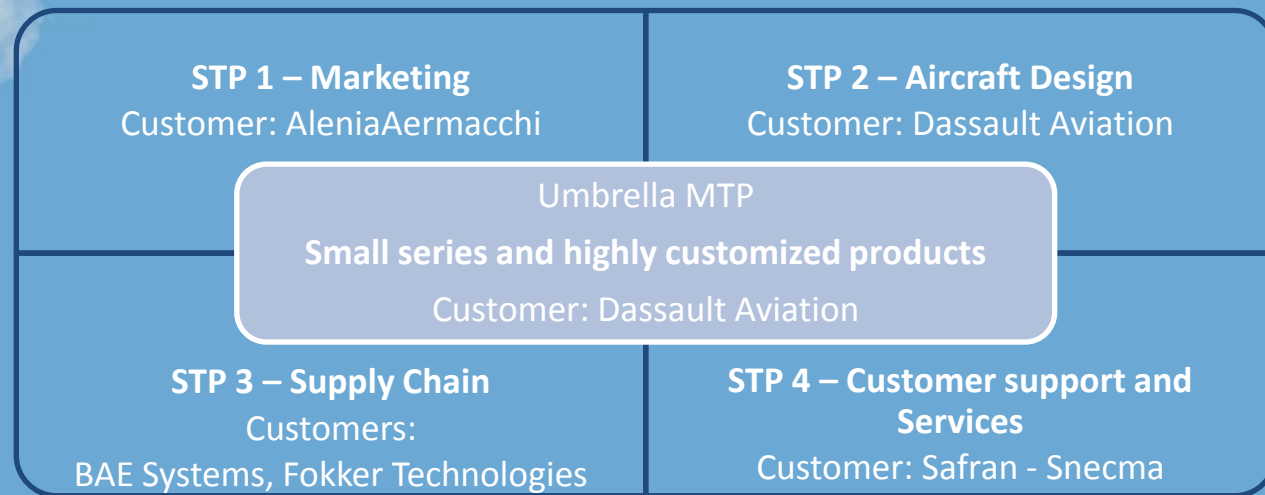 STP 1 – Marketing
Customer: AleniaAermacchi
STP 2 – Aircraft Design
Customer: Dassault Aviation
Umbrella MTP
Small series and highly customized products
Customer: Dassault Aviation
STP 3 – Supply Chain
Customers:
BAE Systems, Fokker Technologies
STP 4 – Customer support and
Services
Customer: Safran - Snecma